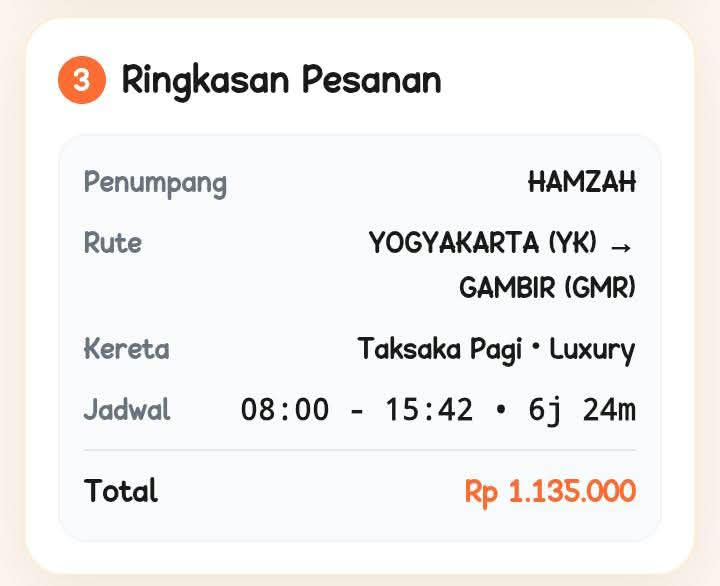 3 Ringkasan Pesanan
Penumpang HAMZAH
Rute YOGYAKARTA (YK) →
GAMBIR (GMR)
Kereta Taksaka Pagi • Luxury
Jadwal 08:00 - 15:42 • 6j 24m
Total Rp 1.135.000